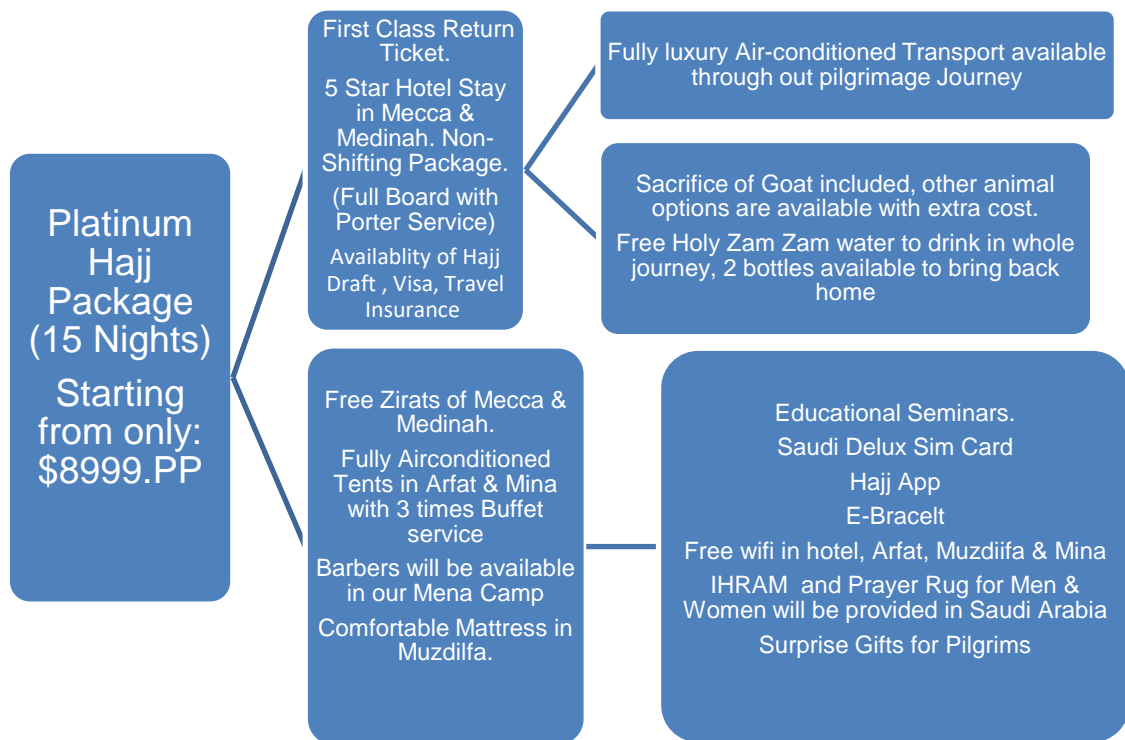 Platinum
Hajj
Package
(15 Nights)
Starting
from only:
$8999.PP
First Class Return
Ticket.
5 Star Hotel Stay
in Mecca &
Medinah. Non-
Shifting Package.
(Full Board with
Porter Service)
Availablity of Hajj
Draft , Visa, Travel
Insurance
Fully luxury Air-conditioned Transport available
through out pilgrimage Journey
Sacrifice of Goat included, other animal
options are available with extra cost.
Free Holy Zam Zam water to drink in whole
journey, 2 bottles available to bring back
home
Free Zirats of Mecca &
Medinah.
Fully Airconditioned
Tents in Arfat & Mina
with 3 times Buffet
service
Barbers will be available
in our Mena Camp
Comfortable Mattress in
Muzdilfa.
Educational Seminars.
Saudi Delux Sim Card
Hajj App
E-Bracelt
Free wifi in hotel, Arfat, Muzdiifa & Mina
IHRAM  and Prayer Rug for Men &
Women will be provided in Saudi Arabia
Surprise Gifts for Pilgrims